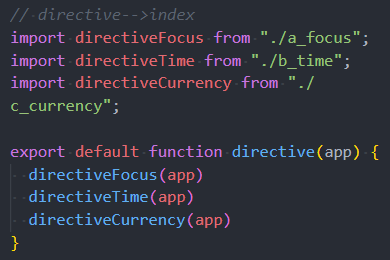 // directive-->index
import directiveFocus from "./a_focus";
import directiveTime from "./b_time";
import directiveCurrency from "./
c_currency";

export default function directive(app) {
  directiveFocus(app)
  directiveTime(app)
  directiveCurrency(app)
}